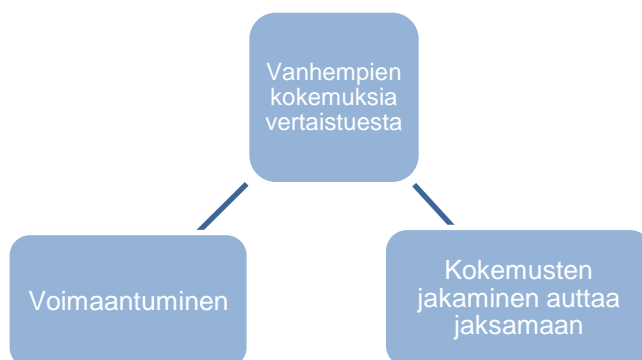 Vanhempien
kokemuksia
vertaistuesta
Voimaantuminen
Kokemusten
jakaminen auttaa
jaksamaan